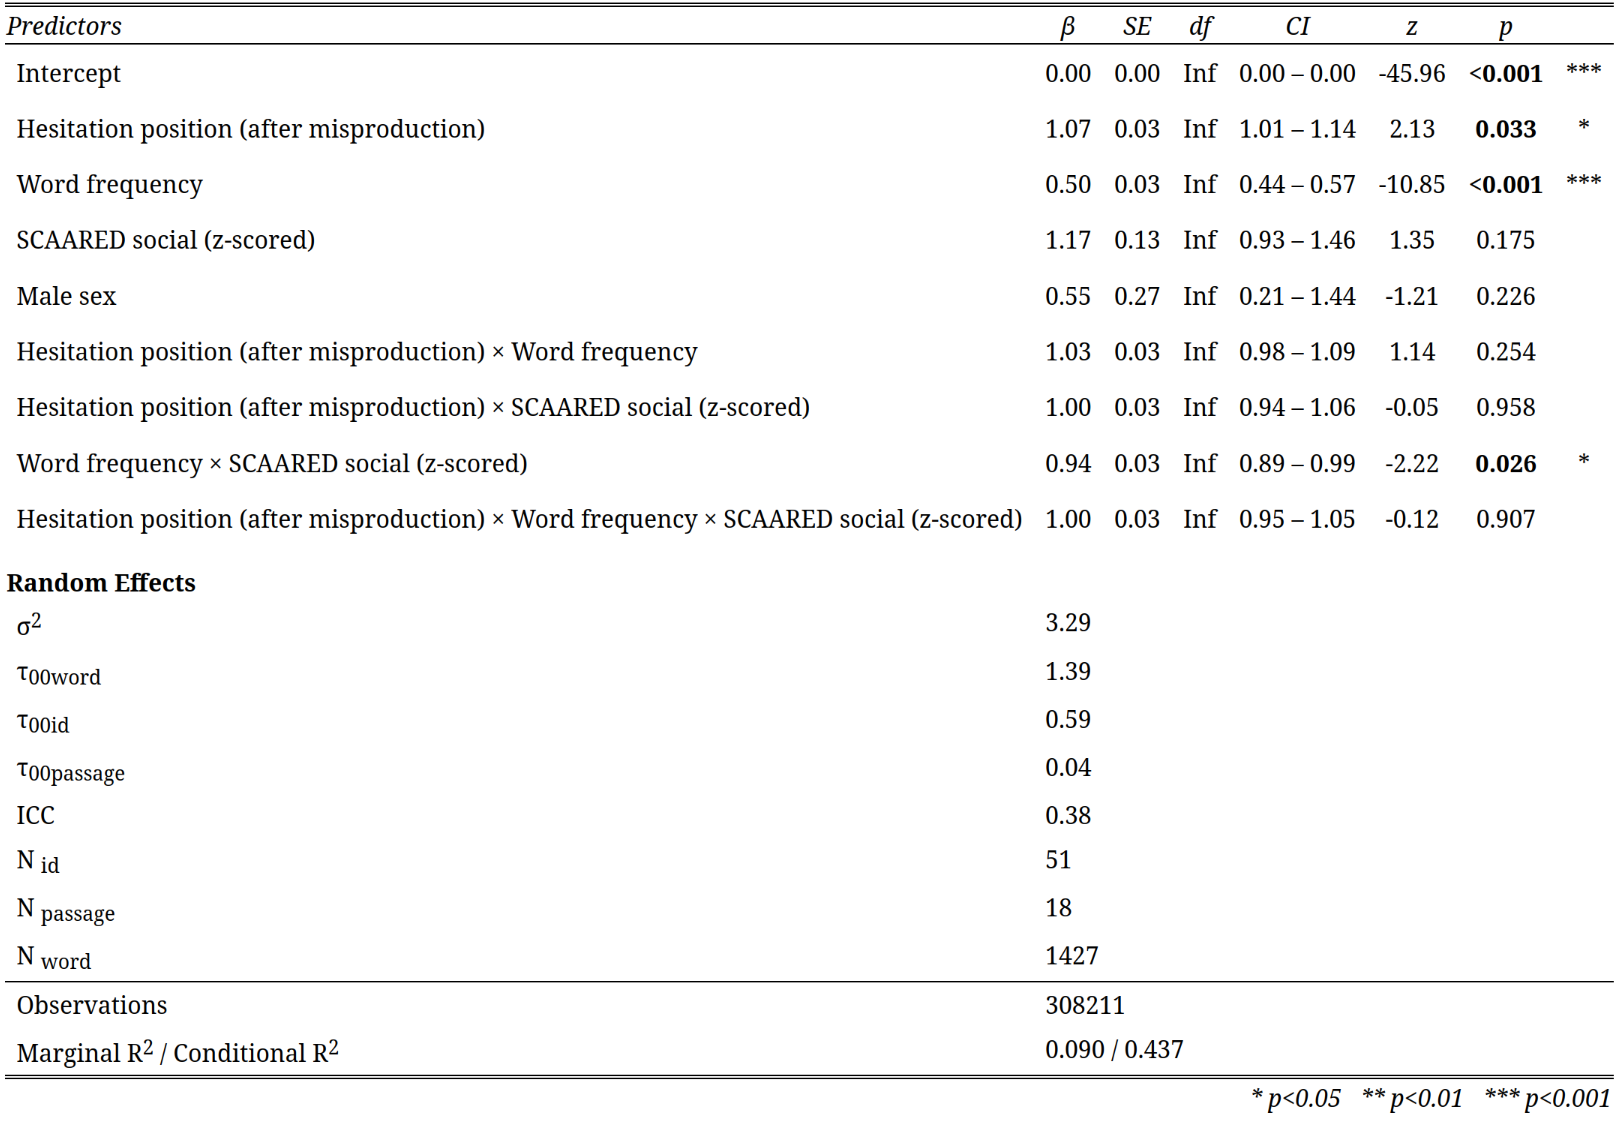 Predictors β SE df CI z p
Intercept 0.00 0.00 Inf 0.00 – 0.00 -45.96 <0.001 ***
Hesitation position (after misproduction) 1.07 0.03 Inf 1.01 – 1.14 2.13 0.033 *
Word frequency 0.50 0.03 Inf 0.44 – 0.57 -10.85 <0.001 ***
SCAARED social (z-scored) 1.17 0.13 Inf 0.93 – 1.46 1.35 0.175
Male sex 0.55 0.27 Inf 0.21 – 1.44 -1.21 0.226
Hesitation position (after misproduction) × Word frequency 1.03 0.03 Inf 0.98 – 1.09 1.14 0.254
Hesitation position (after misproduction) × SCAARED social (z-scored) 1.00 0.03 Inf 0.94 – 1.06 -0.05 0.958
Word frequency × SCAARED social (z-scored) 0.94 0.03 Inf 0.89 – 0.99 -2.22 0.026 *
Hesitation position (after misproduction) × Word frequency × SCAARED social (z-scored) 1.00 0.03 Inf 0.95 – 1.05 -0.12 0.907
Random Effects
σ2 3.29
τ00word 1.39
τ00id 0.59
τ00passage 0.04
ICC 0.38
N id 51
N passage 18
N word 1427
Observations 308211
Marginal R2 / Conditional R2 0.090 / 0.437
* p<0.05 ** p<0.01 *** p<0.001